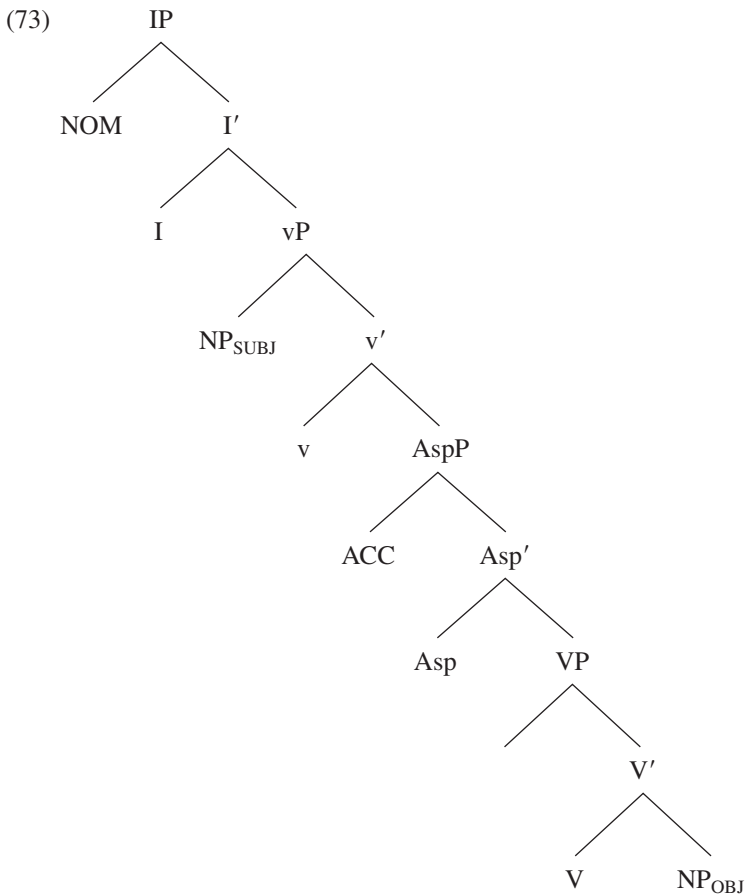 (73) IP
NOM I′
I vP
NP_SUBJ v′
v AspP
ACC Asp′
Asp VP
V′
V NP_OBJ